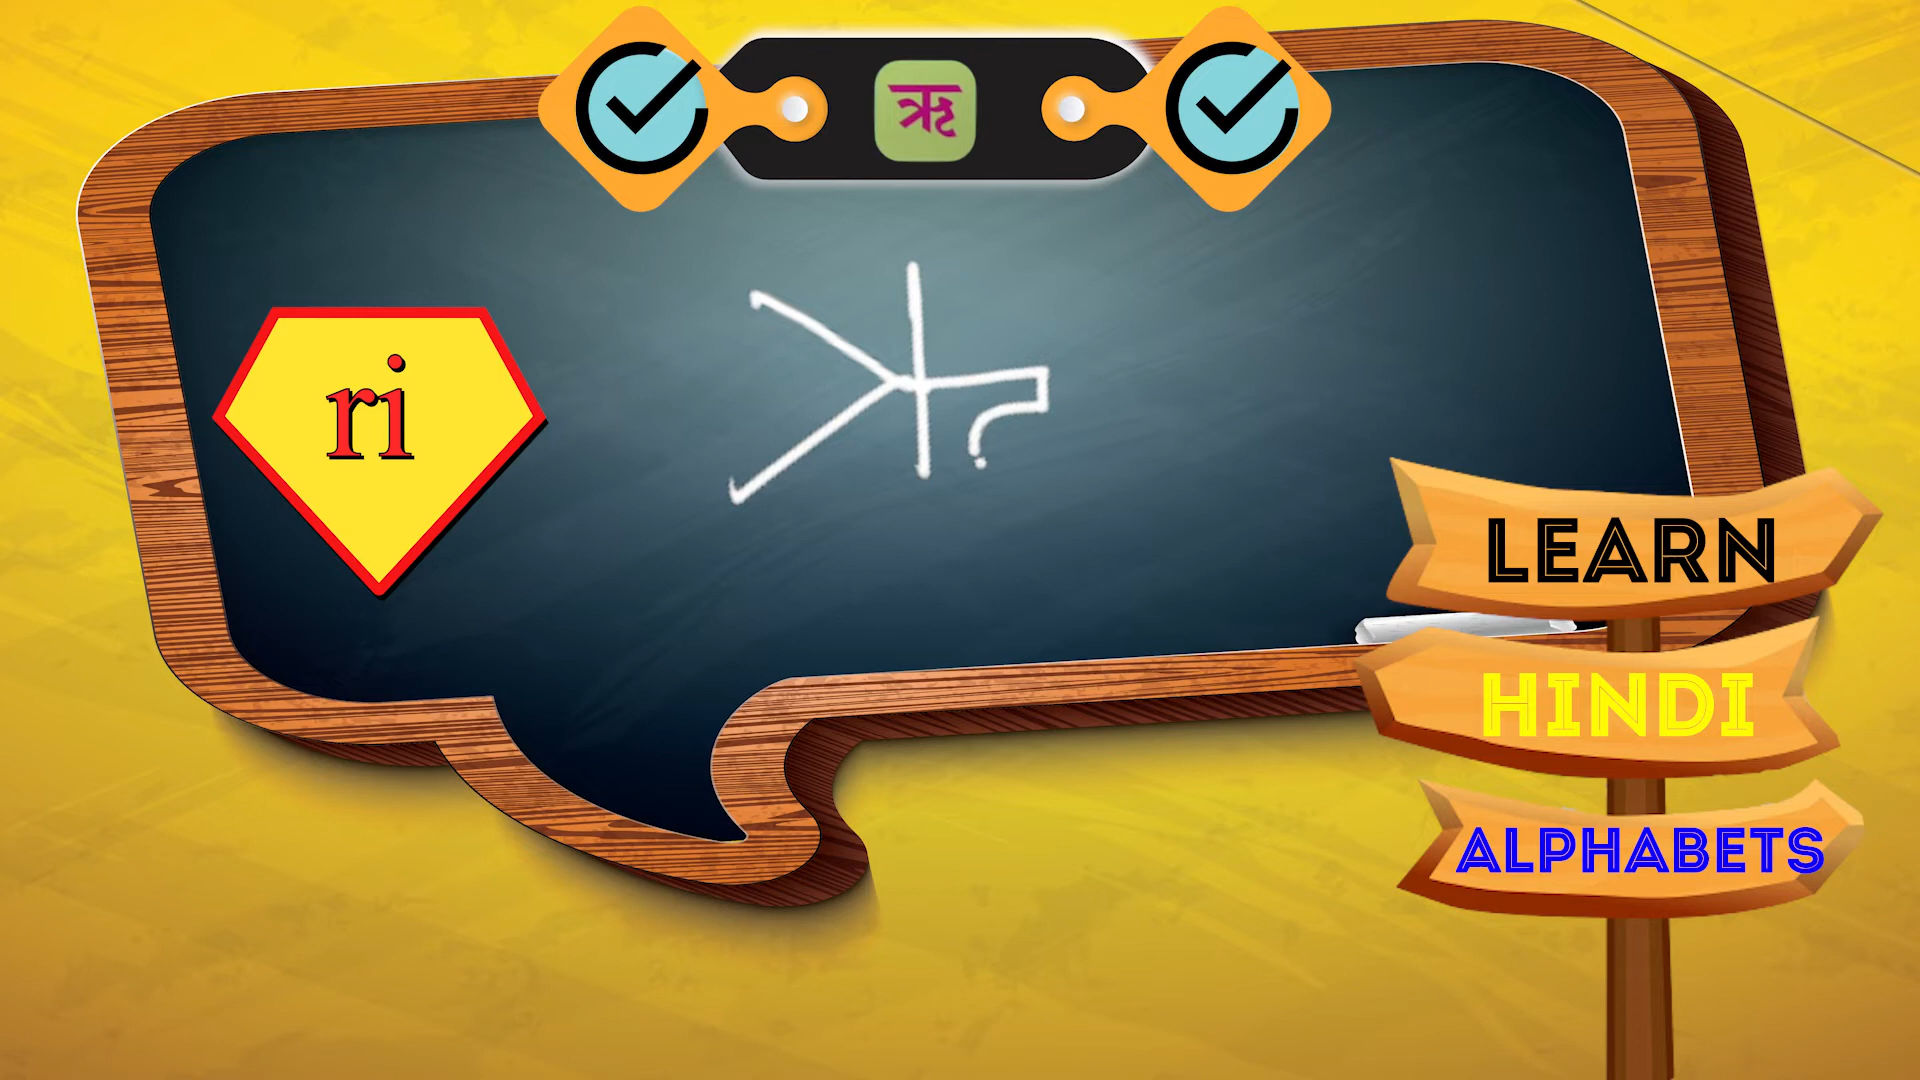 ऋ
ri
ऋ
LEARN
HINDI
ALPHABETS